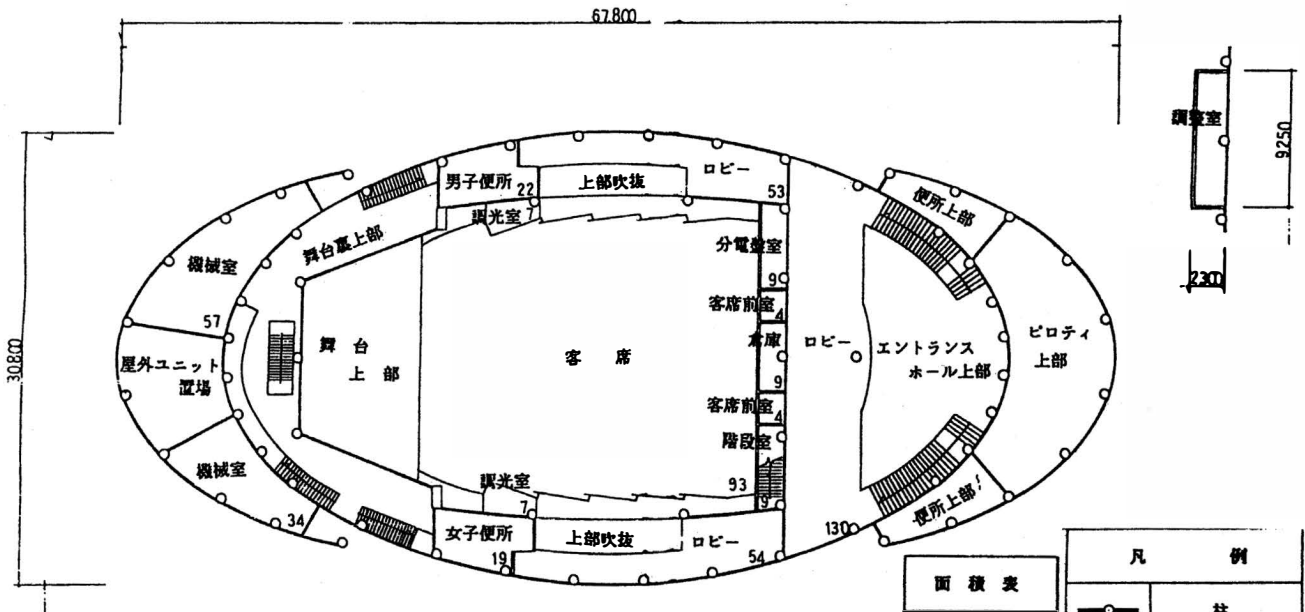 67.800
30.800
調整室
9.250
2.300
男子便所
22
上部吹抜
ロビー
53
便所上部
調光室 7
舞台裏上部
分電盤室
9
機械室
57
客席前室
4
倉庫
9
ロビー
エントランス
ホール上部
ピロティ
上部
舞台
上部
客席
屋外ユニット
置場
客席前室
4
階段室
9
機械室
34
調光室
7
93
女子便所
19
上部吹抜
ロビー
54
130
便所上部
面積表
凡例
柱